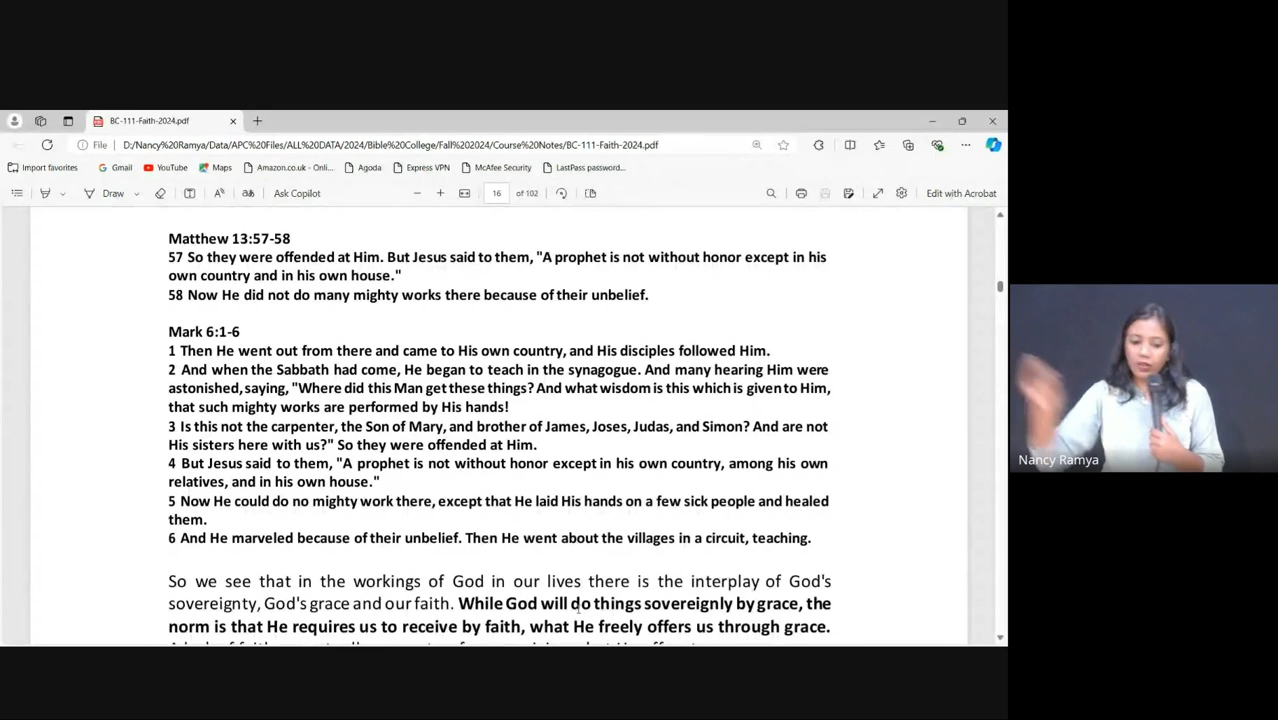 BC-111-Faith-2024.pdf
File D:/Nancy%20Ramya/Data/APC%20Files/ALL%20DATA/2024/Bible%20College/Fall%202024/Course%20Notes/BC-111-Faith-2024.pdf
Import favorites Gmail YouTube Maps Amazon.co.uk - Onli... Agoda Express VPN McAfee Security LastPass password...
Draw Ask Copilot 16 of 102 Edit with Acrobat
Matthew 13:57-58
57 So they were offended at Him. But Jesus said to them, "A prophet is not without honor except in his
own country and in his own house."
58 Now He did not do many mighty works there because of their unbelief.
Mark 6:1-6
1 Then He went out from there and came to His own country, and His disciples followed Him.
2 And when the Sabbath had come, He began to teach in the synagogue. And many hearing Him were
astonished, saying, "Where did this Man get these things? And what wisdom is this which is given to Him,
that such mighty works are performed by His hands!
3 Is this not the carpenter, the Son of Mary, and brother of James, Joses, Judas, and Simon? And are not
His sisters here with us?" So they were offended at Him.
4 But Jesus said to them, "A prophet is not without honor except in his own country, among his own
relatives, and in his own house."
5 Now He could do no mighty work there, except that He laid His hands on a few sick people and healed
them.
6 And He marveled because of their unbelief. Then He went about the villages in a circuit, teaching.
So we see that in the workings of God in our lives there is the interplay of God's
sovereignty, God's grace and our faith. While God will do things sovereignly by grace, the
norm is that He requires us to receive by faith, what He freely offers us through grace.
Nancy Ramya